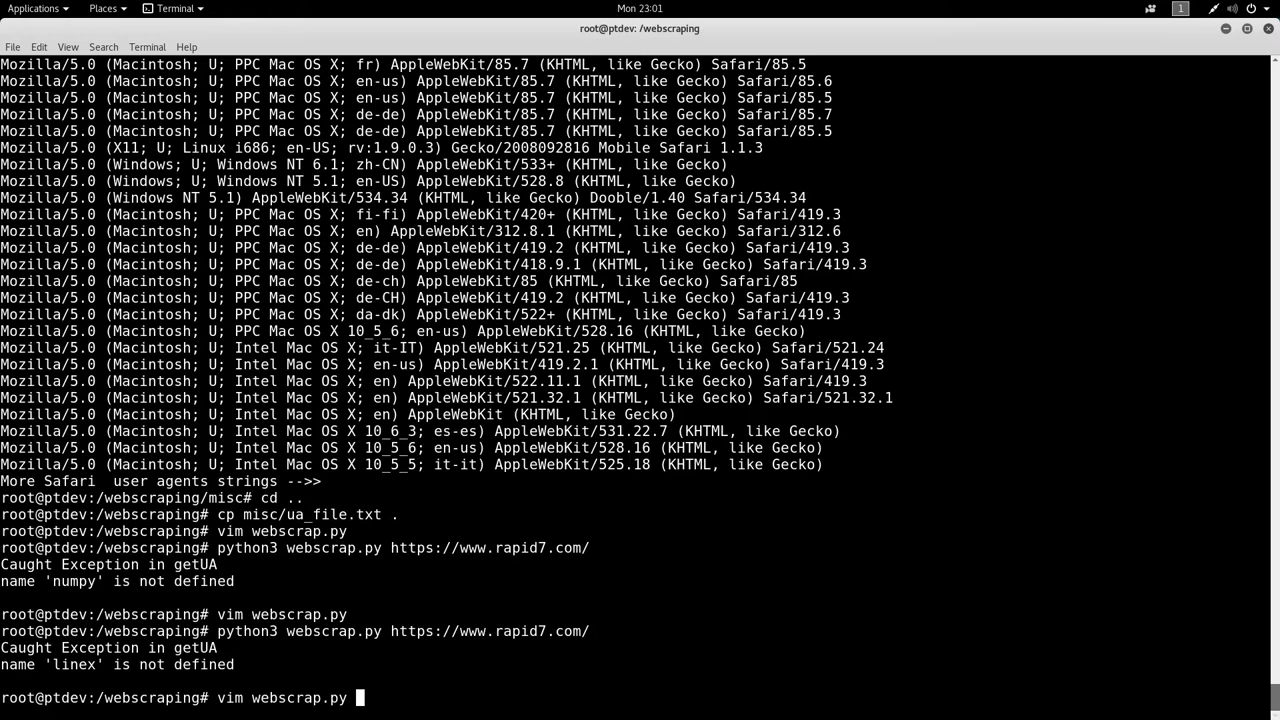 Applications Places Terminal Mon 23:01 1
root@ptdev: /webscraping
File Edit View Search Terminal Help
Mozilla/5.0 (Macintosh; U; PPC Mac OS X; fr) AppleWebKit/85.7 (KHTML, like Gecko) Safari/85.5
Mozilla/5.0 (Macintosh; U; PPC Mac OS X; en-us) AppleWebKit/85.7 (KHTML, like Gecko) Safari/85.6
Mozilla/5.0 (Macintosh; U; PPC Mac OS X; en-us) AppleWebKit/85.7 (KHTML, like Gecko) Safari/85.5
Mozilla/5.0 (Macintosh; U; PPC Mac OS X; de-de) AppleWebKit/85.7 (KHTML, like Gecko) Safari/85.7
Mozilla/5.0 (Macintosh; U; PPC Mac OS X; de-de) AppleWebKit/85.7 (KHTML, like Gecko) Safari/85.5
Mozilla/5.0 (X11; U; Linux i686; en-US; rv:1.9.0.3) Gecko/2008092816 Mobile Safari 1.1.3
Mozilla/5.0 (Windows; U; Windows NT 6.1; zh-CN) AppleWebKit/533+ (KHTML, like Gecko)
Mozilla/5.0 (Windows; U; Windows NT 5.1; en-US) AppleWebKit/528.8 (KHTML, like Gecko)
Mozilla/5.0 (Windows NT 5.1) AppleWebKit/534.34 (KHTML, like Gecko) Dooble/1.40 Safari/534.34
Mozilla/5.0 (Macintosh; U; PPC Mac OS X; fi-fi) AppleWebKit/420+ (KHTML, like Gecko) Safari/419.3
Mozilla/5.0 (Macintosh; U; PPC Mac OS X; en) AppleWebKit/312.8.1 (KHTML, like Gecko) Safari/312.6
Mozilla/5.0 (Macintosh; U; PPC Mac OS X; de-de) AppleWebKit/419.2 (KHTML, like Gecko) Safari/419.3
Mozilla/5.0 (Macintosh; U; PPC Mac OS X; de-de) AppleWebKit/418.9.1 (KHTML, like Gecko) Safari/419.3
Mozilla/5.0 (Macintosh; U; PPC Mac OS X; de-ch) AppleWebKit/85 (KHTML, like Gecko) Safari/85
Mozilla/5.0 (Macintosh; U; PPC Mac OS X; de-CH) AppleWebKit/419.2 (KHTML, like Gecko) Safari/419.3
Mozilla/5.0 (Macintosh; U; PPC Mac OS X; da-dk) AppleWebKit/522+ (KHTML, like Gecko) Safari/419.3
Mozilla/5.0 (Macintosh; U; PPC Mac OS X 10_5_6; en-us) AppleWebKit/528.16 (KHTML, like Gecko)
Mozilla/5.0 (Macintosh; U; Intel Mac OS X; it-IT) AppleWebKit/521.25 (KHTML, like Gecko) Safari/521.24
Mozilla/5.0 (Macintosh; U; Intel Mac OS X; en-us) AppleWebKit/419.2.1 (KHTML, like Gecko) Safari/419.3
Mozilla/5.0 (Macintosh; U; Intel Mac OS X; en) AppleWebKit/522.11.1 (KHTML, like Gecko) Safari/419.3
Mozilla/5.0 (Macintosh; U; Intel Mac OS X; en) AppleWebKit/521.32.1 (KHTML, like Gecko) Safari/521.32.1
Mozilla/5.0 (Macintosh; U; Intel Mac OS X; en) AppleWebKit (KHTML, like Gecko)
Mozilla/5.0 (Macintosh; U; Intel Mac OS X 10_6_3; es-es) AppleWebKit/531.22.7 (KHTML, like Gecko)
Mozilla/5.0 (Macintosh; U; Intel Mac OS X 10_5_6; en-us) AppleWebKit/528.16 (KHTML, like Gecko)
Mozilla/5.0 (Macintosh; U; Intel Mac OS X 10_5_5; it-it) AppleWebKit/525.18 (KHTML, like Gecko)
More Safari  user agents strings -->>
root@ptdev:/webscraping/misc# cd ..
root@ptdev:/webscraping# cp misc/ua_file.txt .
root@ptdev:/webscraping# vim webscrap.py
root@ptdev:/webscraping# python3 webscrap.py https://www.rapid7.com/
Caught Exception in getUA
name 'numpy' is not defined
root@ptdev:/webscraping# vim webscrap.py
root@ptdev:/webscraping# python3 webscrap.py https://www.rapid7.com/
Caught Exception in getUA
name 'linex' is not defined
root@ptdev:/webscraping# vim webscrap.py